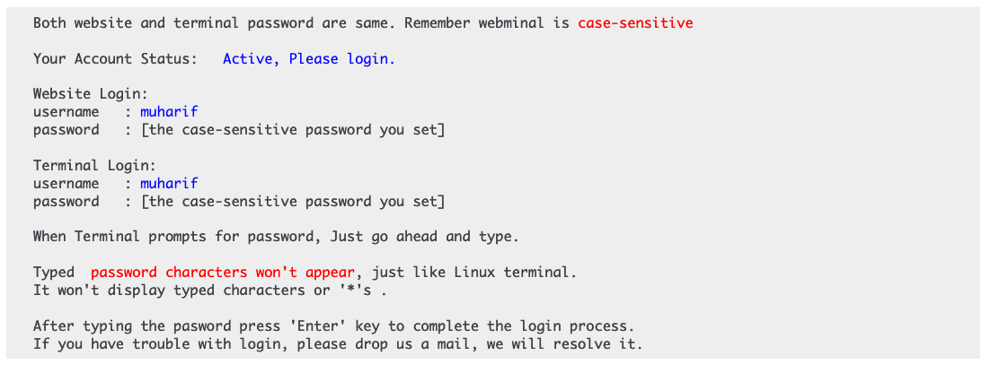 Both website and terminal password are same. Remember webminal is case-sensitive
Your Account Status: Active, Please login.
Website Login:
username : muharif
password : [the case-sensitive password you set]
Terminal Login:
username : muharif
password : [the case-sensitive password you set]
When Terminal prompts for password, Just go ahead and type.
Typed password characters won't appear, just like Linux terminal.
It won't display typed characters or '*'s .
After typing the pasword press 'Enter' key to complete the login process.
If you have trouble with login, please drop us a mail, we will resolve it.